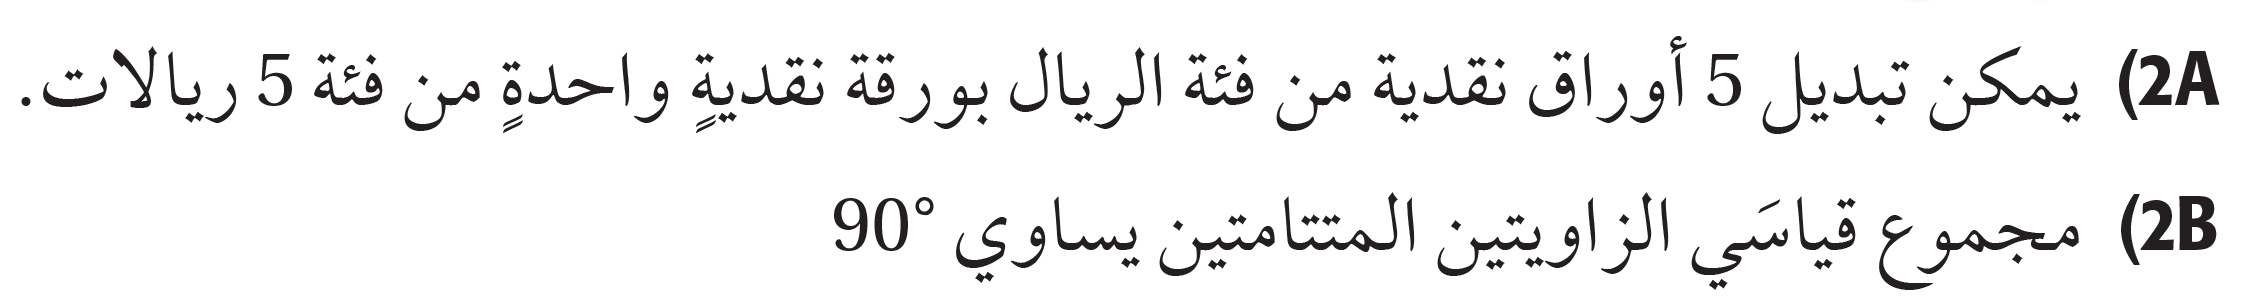 (2A يمكن تبديل 5 أوراق نقدية من فئة الريال بورقة نقديةٍ واحدةٍ من فئة 5 ريالات.
(2B مجموع قياسَي الزاويتين المتتامتين يساوي 90°